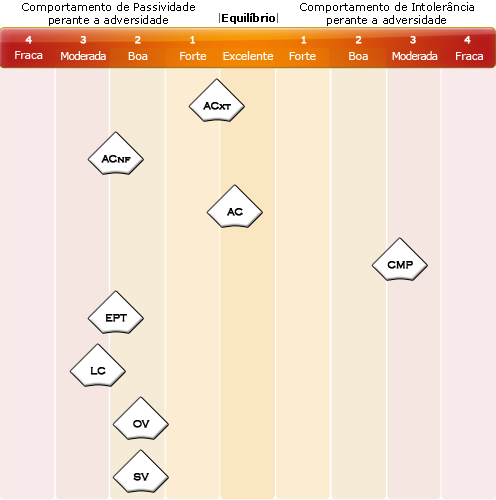 Comportamento de Passividade
perante a adversidade
|Equilíbrio|
Comportamento de Intolerância
perante a adversidade
4 3 2 1 1 2 3 4
Fraca Moderada Boa Forte Excelente Forte Boa Moderada Fraca
ACXT
ACNF
AC
CMP
EPT
LC
OV
SV